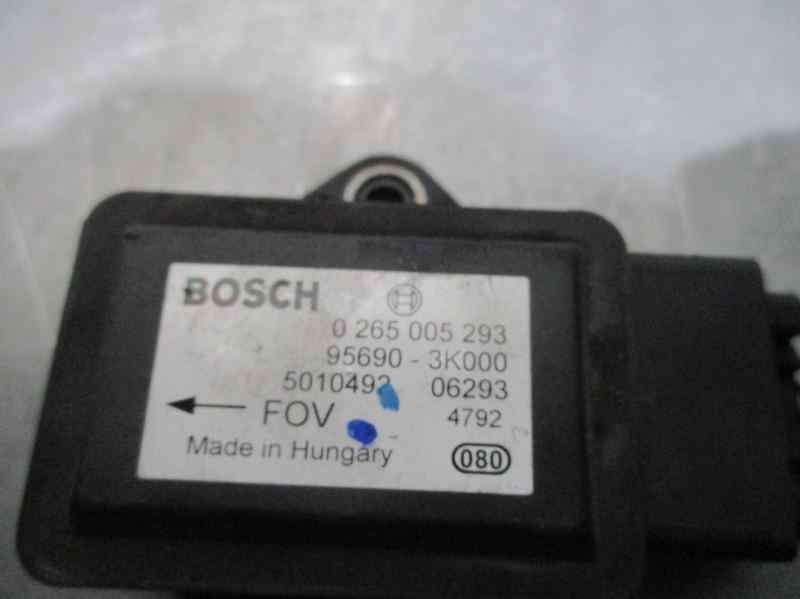 BOSCH
0 265 005 293
95690 - 3K000
5010492 06293
FOV 4792
Made in Hungary 080